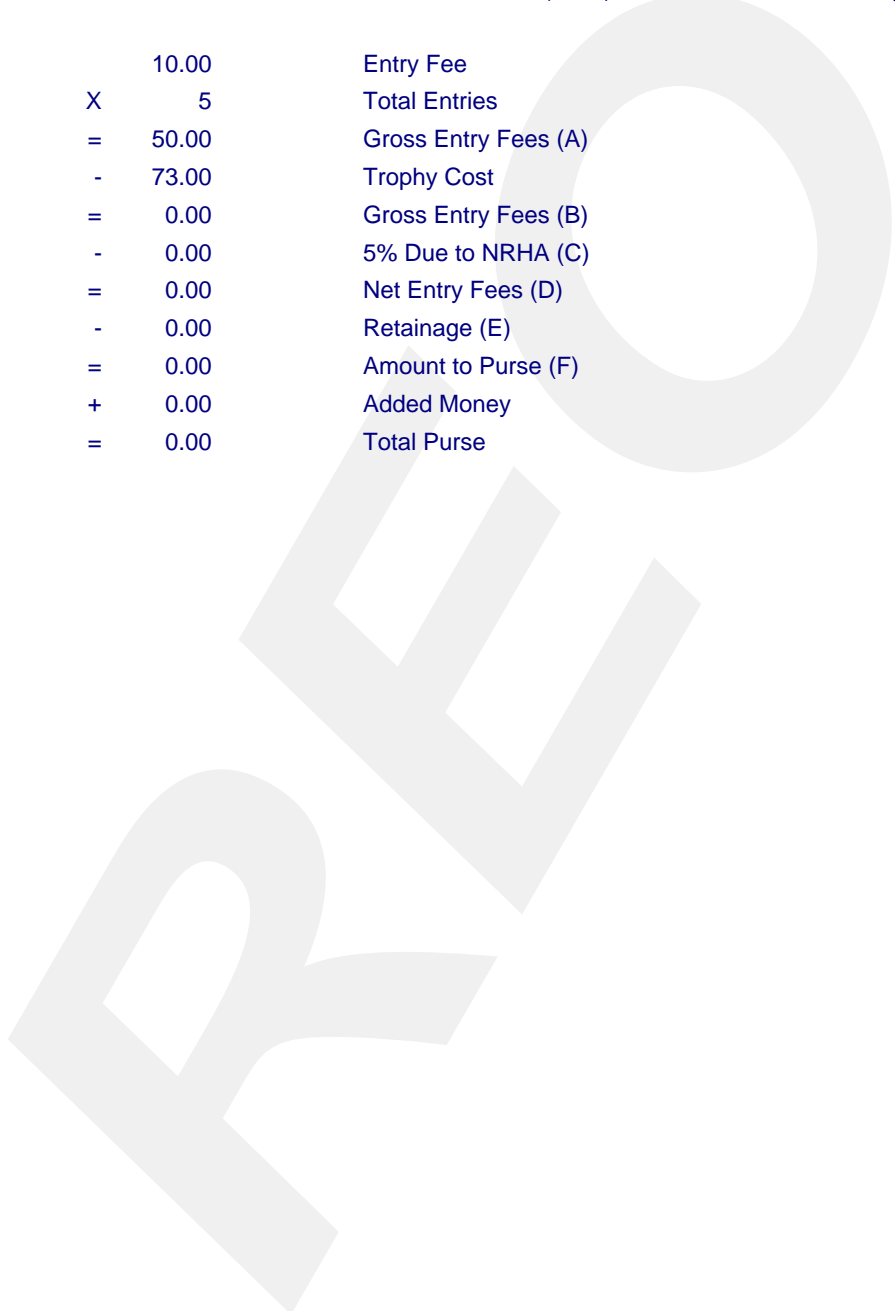 10.00 Entry Fee
X 5 Total Entries
= 50.00 Gross Entry Fees (A)
- 73.00 Trophy Cost
= 0.00 Gross Entry Fees (B)
- 0.00 5% Due to NRHA (C)
= 0.00 Net Entry Fees (D)
- 0.00 Retainage (E)
= 0.00 Amount to Purse (F)
+ 0.00 Added Money
= 0.00 Total Purse
REO